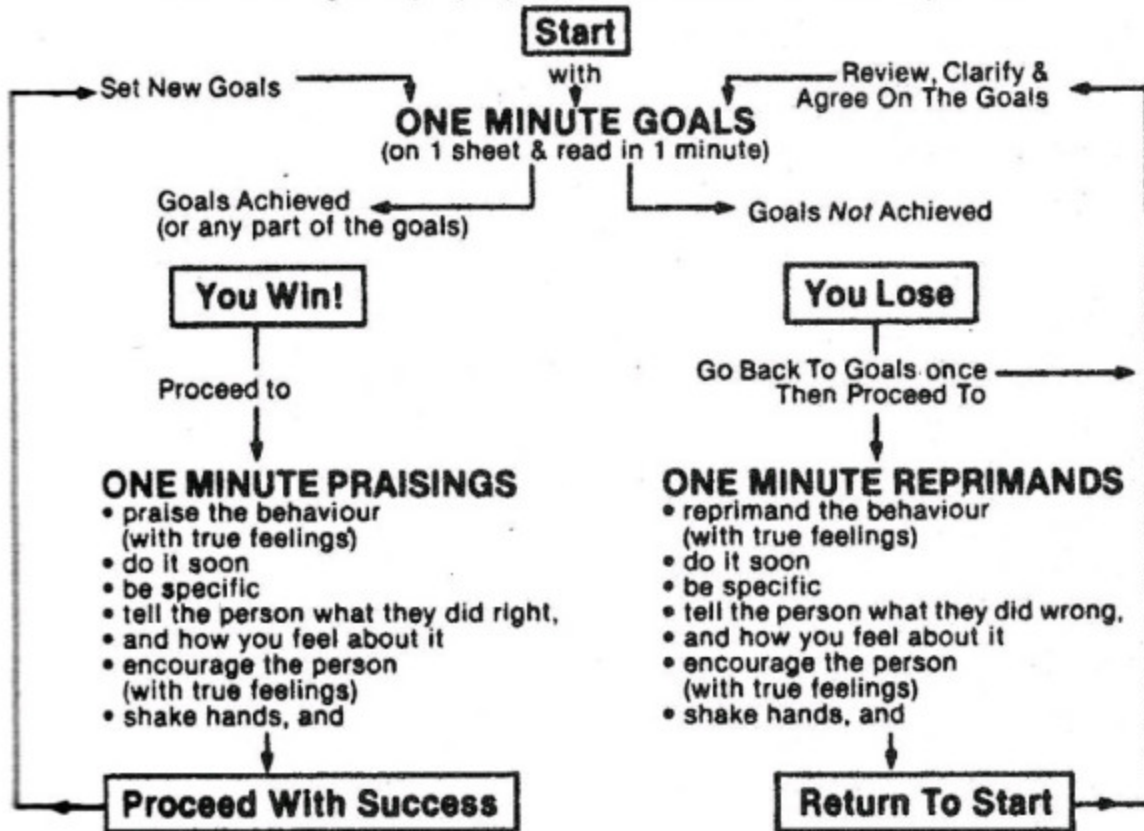 Start
with
Set New Goals
Review, Clarify &
Agree On The Goals
ONE MINUTE GOALS
(on 1 sheet & read in 1 minute)
Goals Achieved
(or any part of the goals)
Goals Not Achieved
You Win!
You Lose
Proceed to
Go Back To Goals once
Then Proceed To
ONE MINUTE PRAISINGS
• praise the behaviour
(with true feelings)
• do it soon
• be specific
• tell the person what they did right,
• and how you feel about it
• encourage the person
(with true feelings)
• shake hands, and
Proceed With Success
ONE MINUTE REPRIMANDS
• reprimand the behaviour
(with true feelings)
• do it soon
• be specific
• tell the person what they did wrong,
• and how you feel about it
• encourage the person
(with true feelings)
• shake hands, and
Return To Start